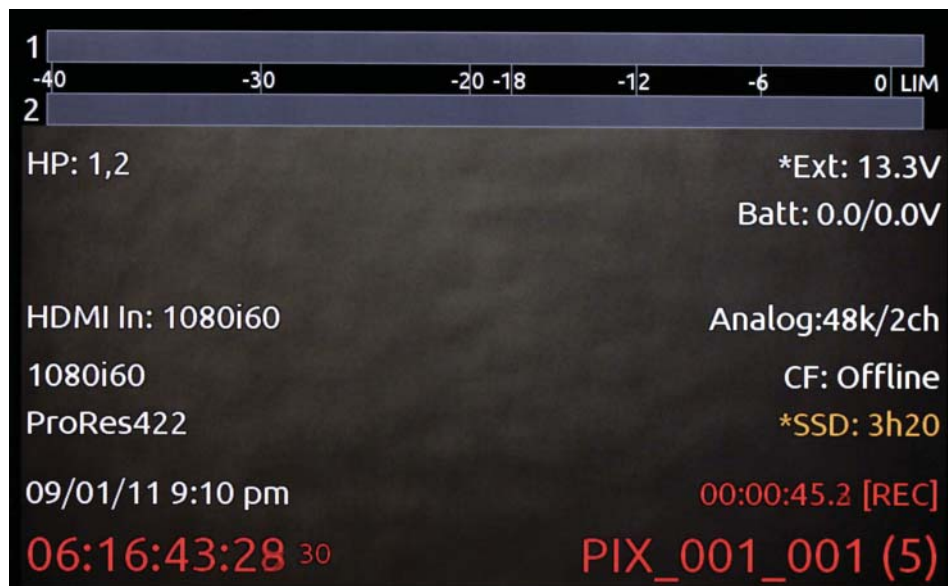 1
-40 -30 -20 -18 -12 -6 0 LIM
2
HP: 1,2 *Ext: 13.3V
Batt: 0.0/0.0V
HDMI In: 1080i60 Analog:48k/2ch
1080i60 CF: Offline
ProRes422 *SSD: 3h20
09/01/11 9:10 pm 00:00:45.2 [REC]
06:16:43:28 30 PIX_001_001 (5)